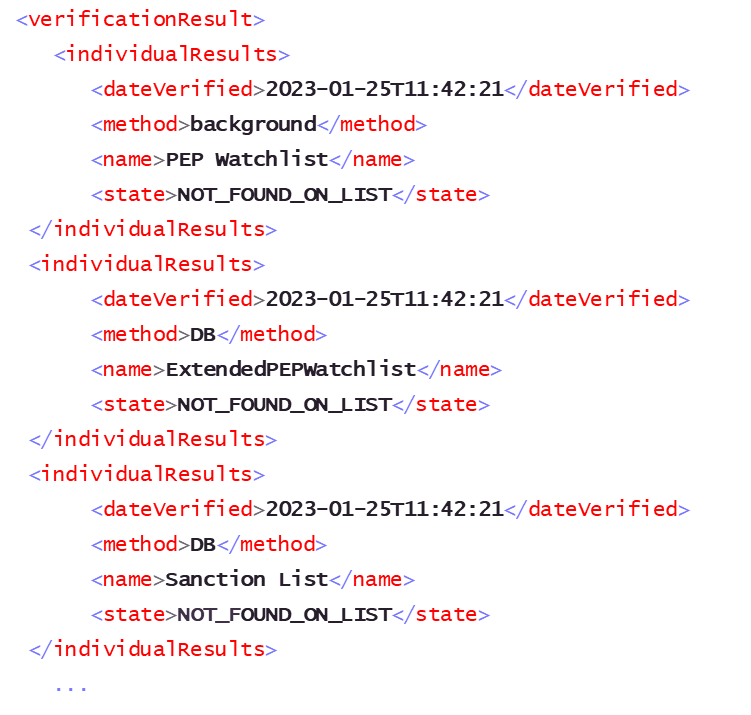 <verificationResult>
<individualResults>
<dateVerified>2023-01-25T11:42:21</dateVerified>
<method>background</method>
<name>PEP Watchlist</name>
<state>NOT_FOUND_ON_LIST</state>
</individualResults>
<individualResults>
<dateVerified>2023-01-25T11:42:21</dateVerified>
<method>DB</method>
<name>ExtendedPEPWatchlist</name>
<state>NOT_FOUND_ON_LIST</state>
</individualResults>
<individualResults>
<dateVerified>2023-01-25T11:42:21</dateVerified>
<method>DB</method>
<name>Sanction List</name>
<state>NOT_FOUND_ON_LIST</state>
</individualResults>
...